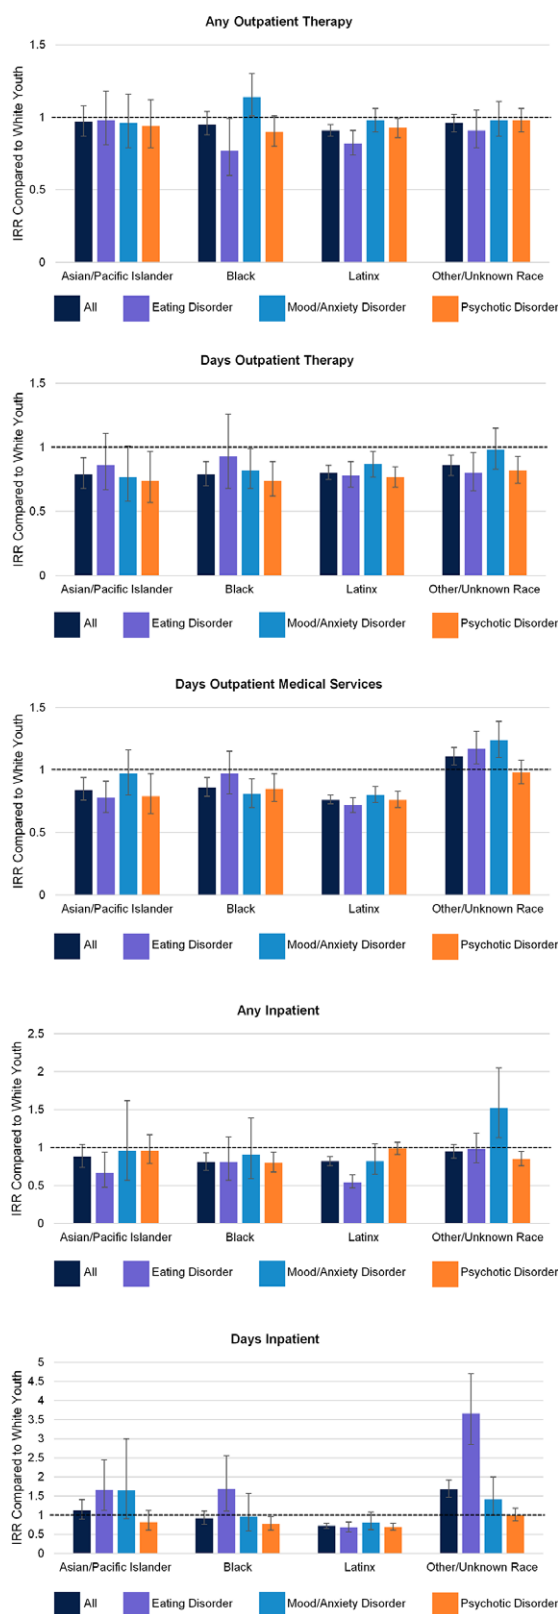 Any Outpatient Therapy
IRR Compared to White Youth
1.5
1
0.5
0
Asian/Pacific Islander Black Latinx Other/Unknown Race
All Eating Disorder Mood/Anxiety Disorder Psychotic Disorder
Days Outpatient Therapy
IRR Compared to White Youth
1.5
1
0.5
0
Asian/Pacific Islander Black Latinx Other/Unknown Race
All Eating Disorder Mood/Anxiety Disorder Psychotic Disorder
Days Outpatient Medical Services
IRR Compared to White Youth
1.5
1
0.5
0
Asian/Pacific Islander Black Latinx Other/Unknown Race
All Eating Disorder Mood/Anxiety Disorder Psychotic Disorder
Any Inpatient
IRR Compared to White Youth
2.5
2
1.5
1
0.5
0
Asian/Pacific Islander Black Latinx Other/Unknown Race
All Eating Disorder Mood/Anxiety Disorder Psychotic Disorder
Days Inpatient
IRR Compared to White Youth
5
4.5
4
3.5
3
2.5
2
1.5
1
0.5
0
Asian/Pacific Islander Black Latinx Other/Unknown Race
All Eating Disorder Mood/Anxiety Disorder Psychotic Disorder